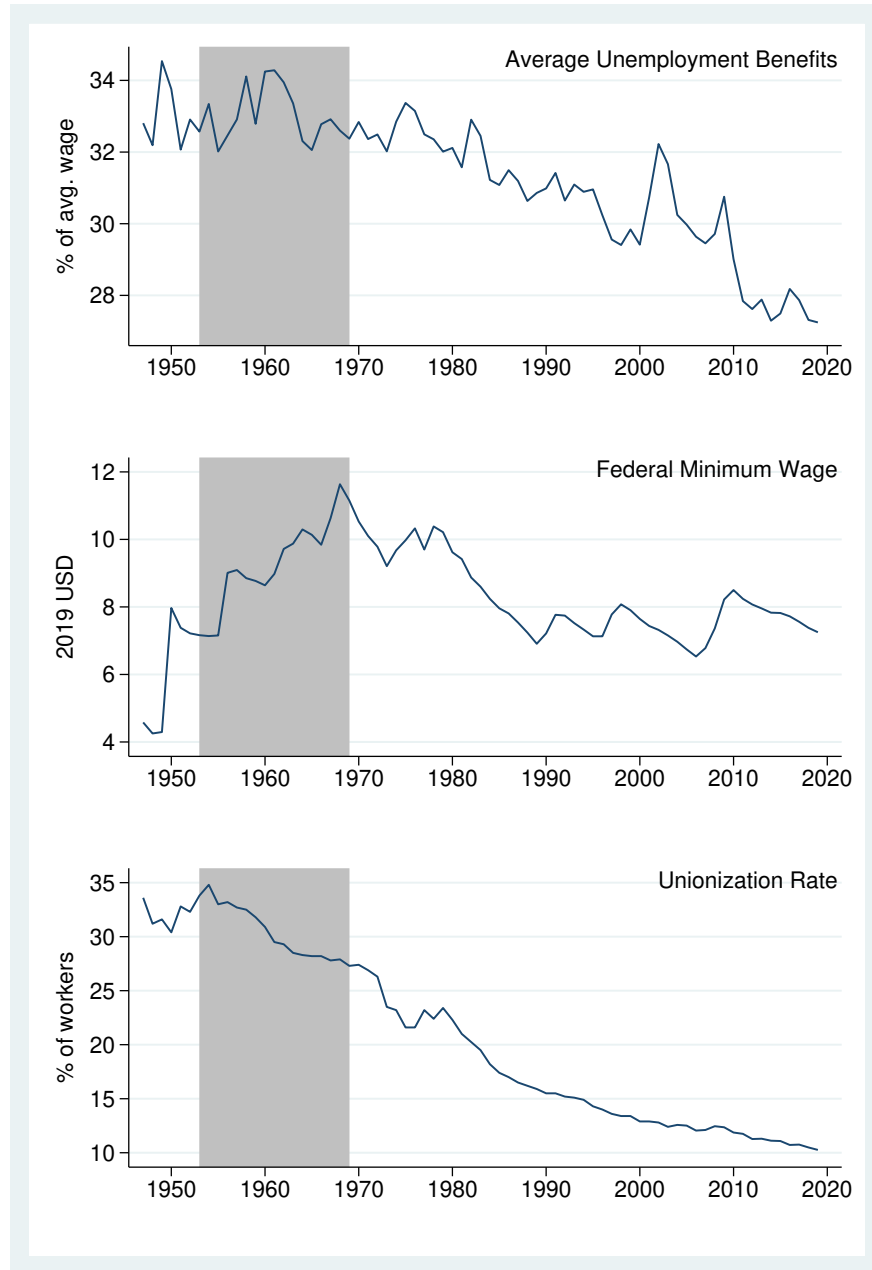 Average Unemployment Benefits
% of avg. wage
34
32
30
28
1950 1960 1970 1980 1990 2000 2010 2020
Federal Minimum Wage
2019 USD
12
10
8
6
4
1950 1960 1970 1980 1990 2000 2010 2020
Unionization Rate
% of workers
35
30
25
20
15
10
1950 1960 1970 1980 1990 2000 2010 2020